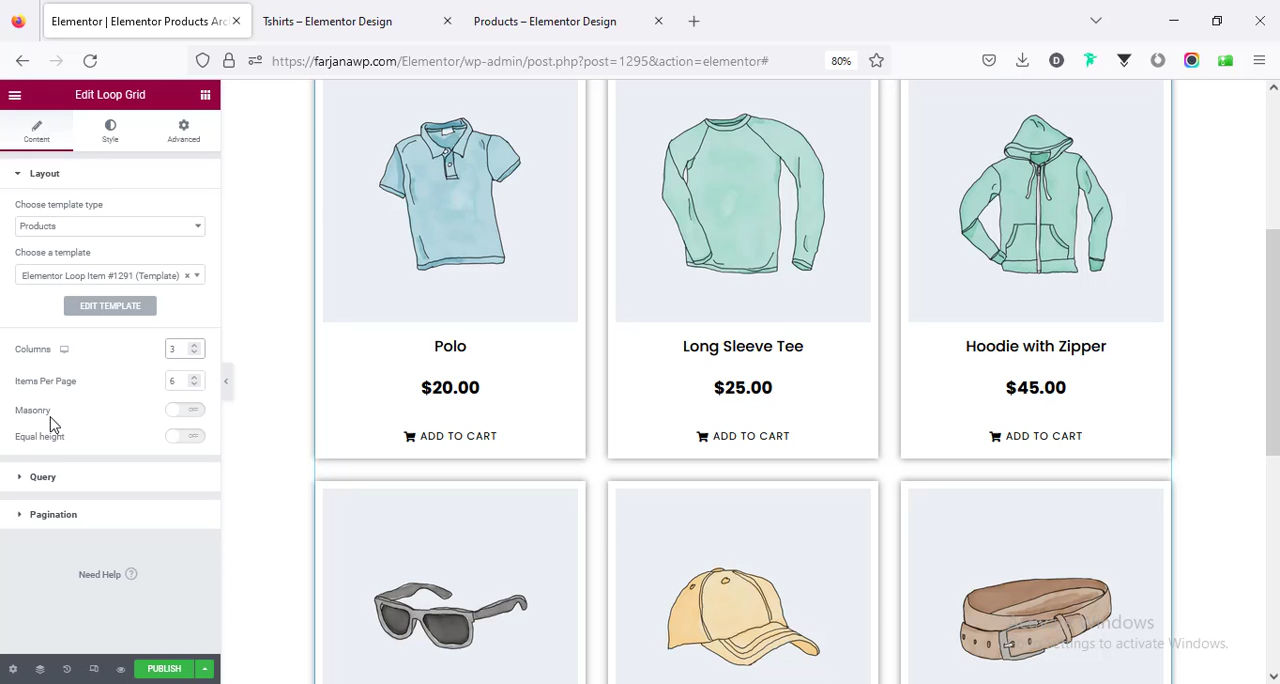 Elementor | Elementor Products Arc
Tshirts – Elementor Design
Products – Elementor Design
https://farjanawp.com/Elementor/wp-admin/post.php?post=1295&action=elementor#
80%
D
Edit Loop Grid
Content
Style
Advanced
Layout
Choose template type
Products
Choose a template
Elementor Loop Item #1291 (Template)
EDIT TEMPLATE
Columns
3
Items Per Page
6
Masonry
OFF
Equal height
OFF
Query
Pagination
Need Help ?
PUBLISH
Polo
$20.00
ADD TO CART
Long Sleeve Tee
$25.00
ADD TO CART
Hoodie with Zipper
$45.00
ADD TO CART